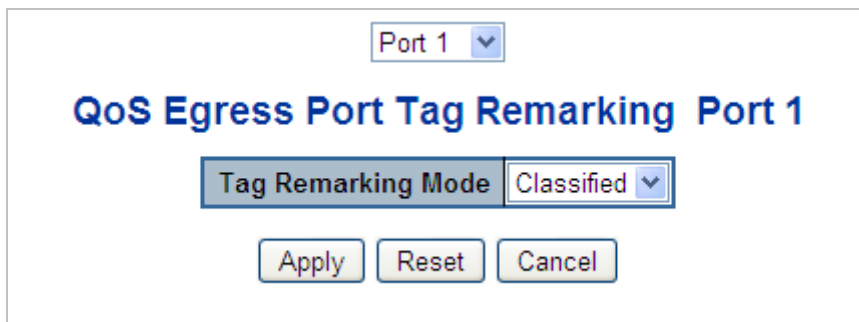 Port 1
QoS Egress Port Tag Remarking Port 1
Tag Remarking Mode Classified
Apply Reset Cancel